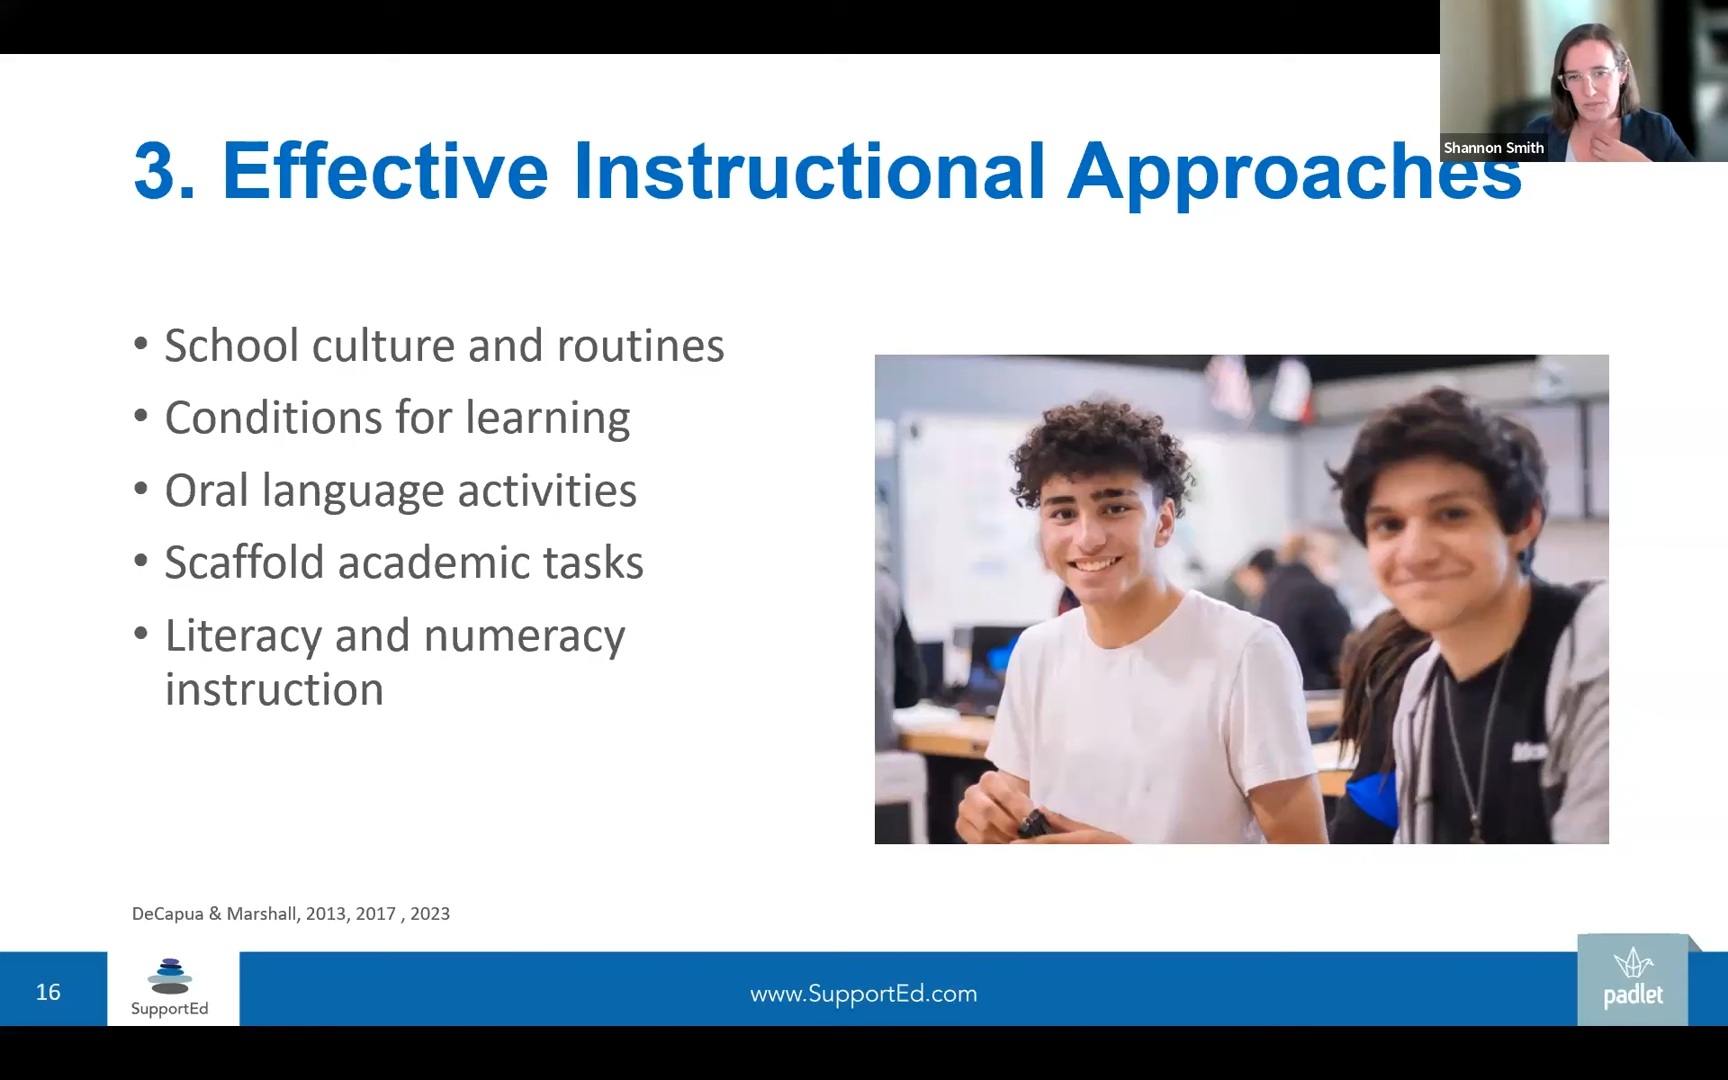 Shannon Smith
3. Effective Instructional Approaches
• School culture and routines
• Conditions for learning
• Oral language activities
• Scaffold academic tasks
• Literacy and numeracy
instruction
DeCapua & Marshall, 2013, 2017 , 2023
16
SupportEd
www.SupportEd.com
padlet